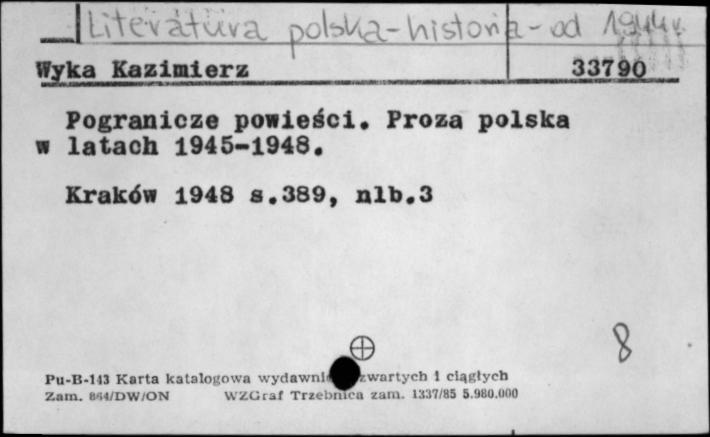 Literatura polska-historia-od 1944r.
Wyka Kazimierz 33790
Pogranicze powieści. Proza polska
w latach 1945-1948.
Kraków 1948 s.389, nlb.3
8
Pu-B-143 Karta katalogowa wydawni zwartych i ciągłych
Zam. 864/DW/ON WZGraf Trzebnica zam. 1337/85 5.980.000